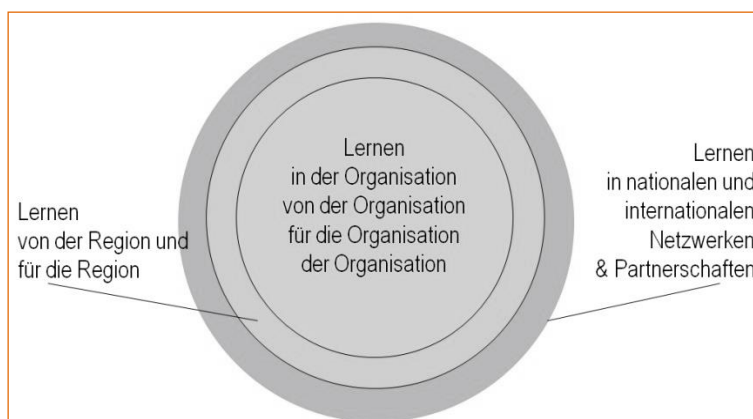 Lernen
in der Organisation
von der Organisation
für die Organisation
der Organisation
Lernen
von der Region und
für die Region
Lernen
in nationalen und
internationalen
Netzwerken
& Partnerschaften